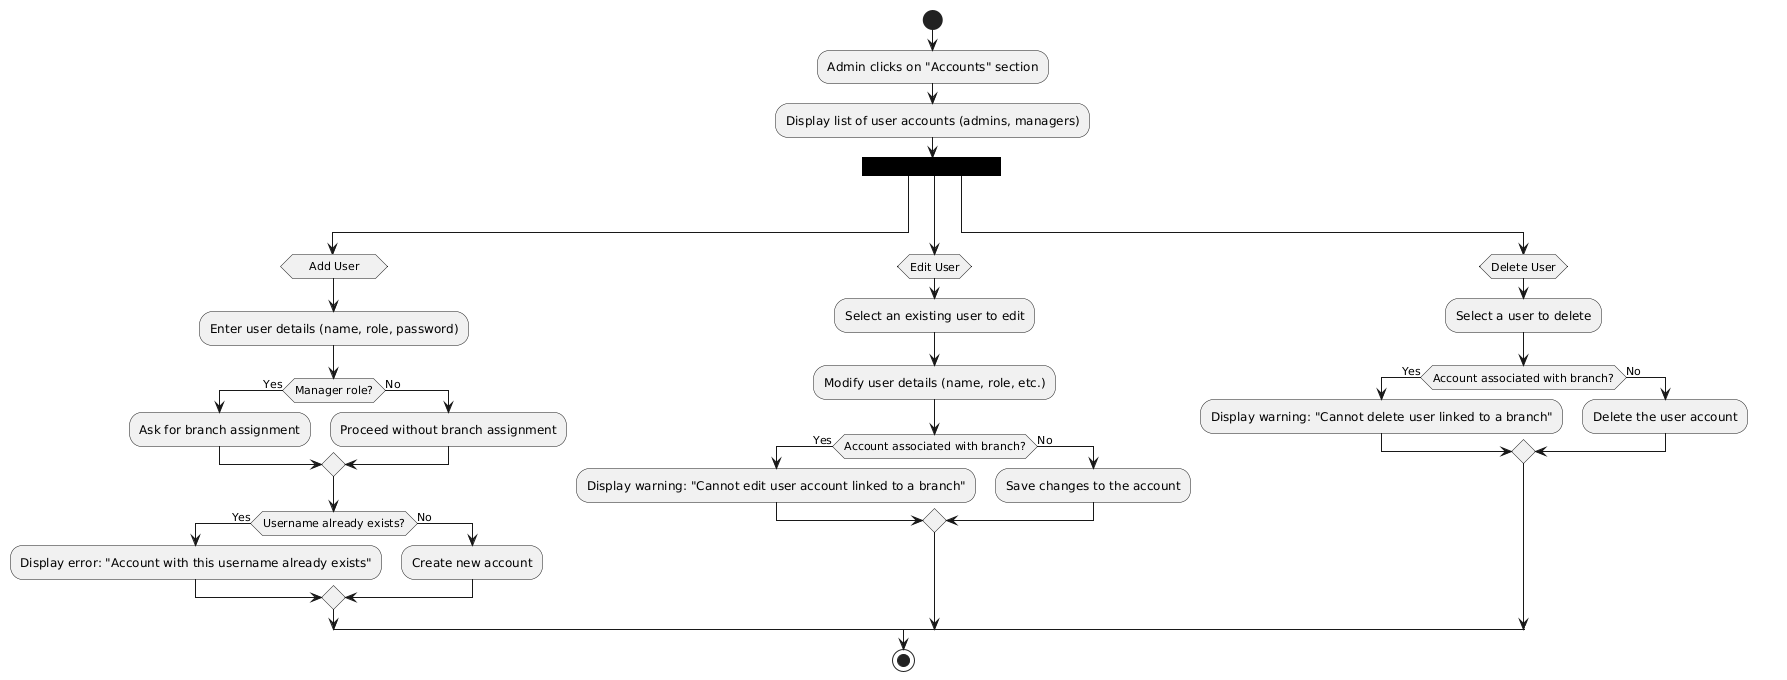 Admin clicks on "Accounts" section
Display list of user accounts (admins, managers)
Add User
Enter user details (name, role, password)
Yes
Manager role?
No
Ask for branch assignment
Proceed without branch assignment
Yes
Username already exists?
No
Display error: "Account with this username already exists"
Create new account
Edit User
Select an existing user to edit
Modify user details (name, role, etc.)
Yes
Account associated with branch?
No
Display warning: "Cannot edit user account linked to a branch"
Save changes to the account
Delete User
Select a user to delete
Yes
Account associated with branch?
No
Display warning: "Cannot delete user linked to a branch"
Delete the user account